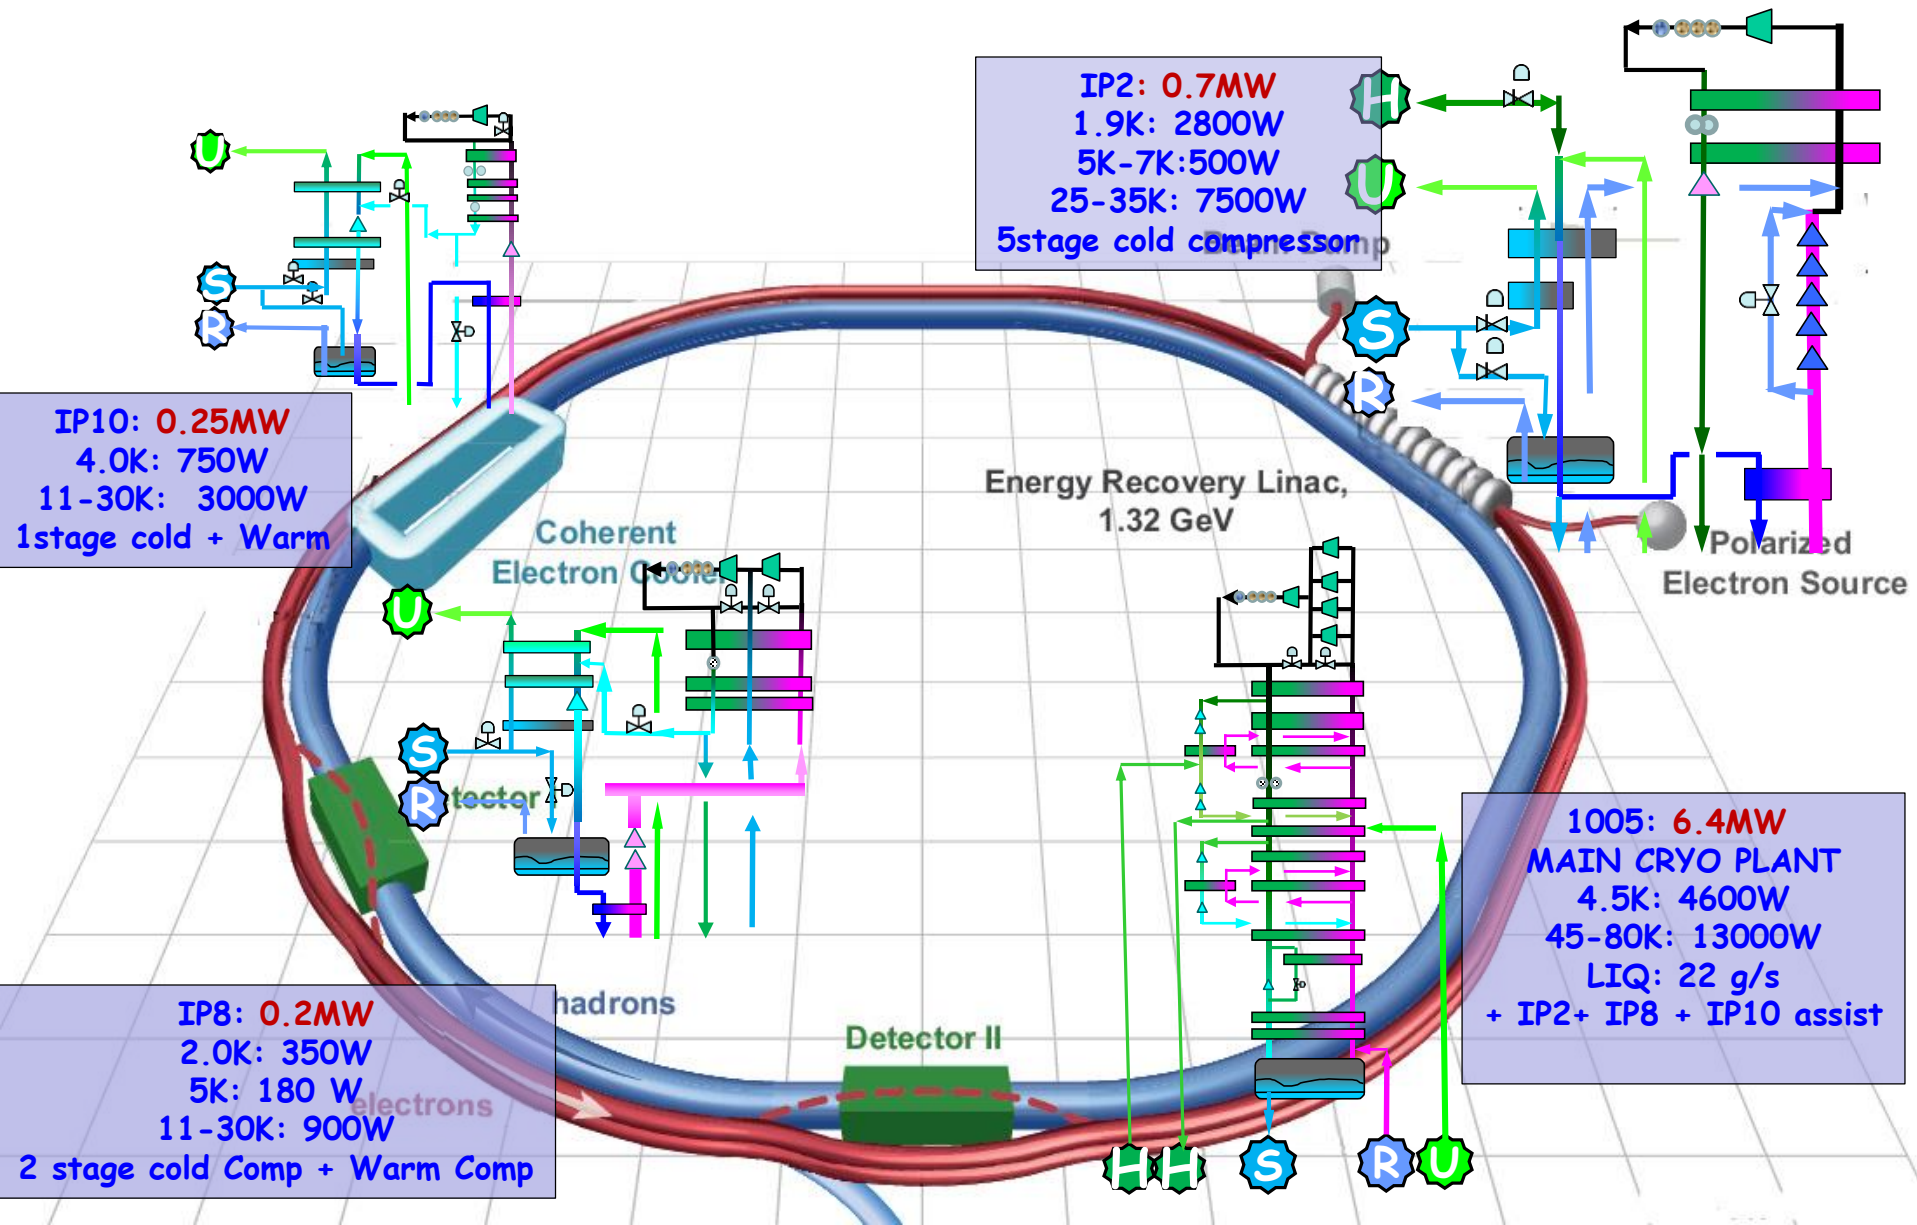 H
IP2: 0.7MW
1.9K: 2800W
5K-7K:500W
25-35K: 7500W
5stage cold compressor
Beam Dump
U
S
R
U
S
R
IP10: 0.25MW
4.0K: 750W
11-30K: 3000W
1stage cold + Warm
Energy Recovery Linac,
1.32 GeV
Coherent
Electron Cooler
Polarized
Electron Source
U
S
R
tector I
1005: 6.4MW
MAIN CRYO PLANT
4.5K: 4600W
45-80K: 13000W
LIQ: 22 g/s
+ IP2+ IP8 + IP10 assist
hadrons
IP8: 0.2MW
2.0K: 350W
5K: 180 W
electrons
11-30K: 900W
2 stage cold Comp + Warm Comp
Detector II
H H S R U